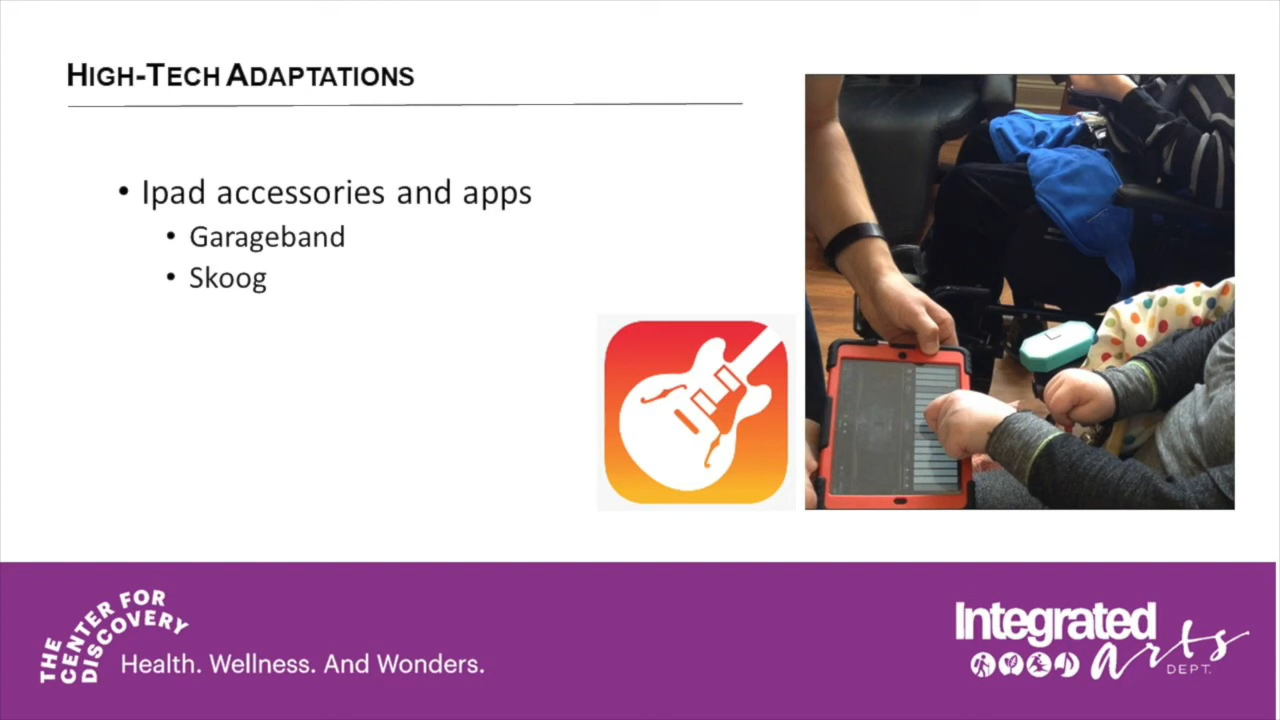 HIGH-TECH ADAPTATIONS
• Ipad accessories and apps
• Garageband
• Skoog
THE
CENTER FOR
DISCOVERY
Health. Wellness. And Wonders.
Integrated
arts
DEPT.